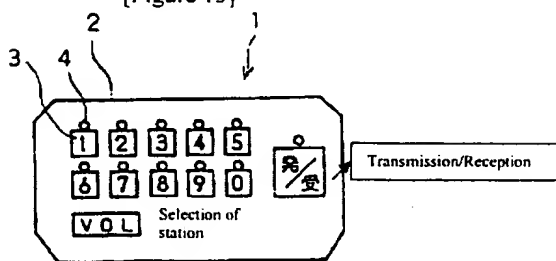 [Figure 15]
1
2
3 4
1 2 3 4 5
6 7 8 9 0
発/受
Transmission/Reception
VOL
Selection of
station